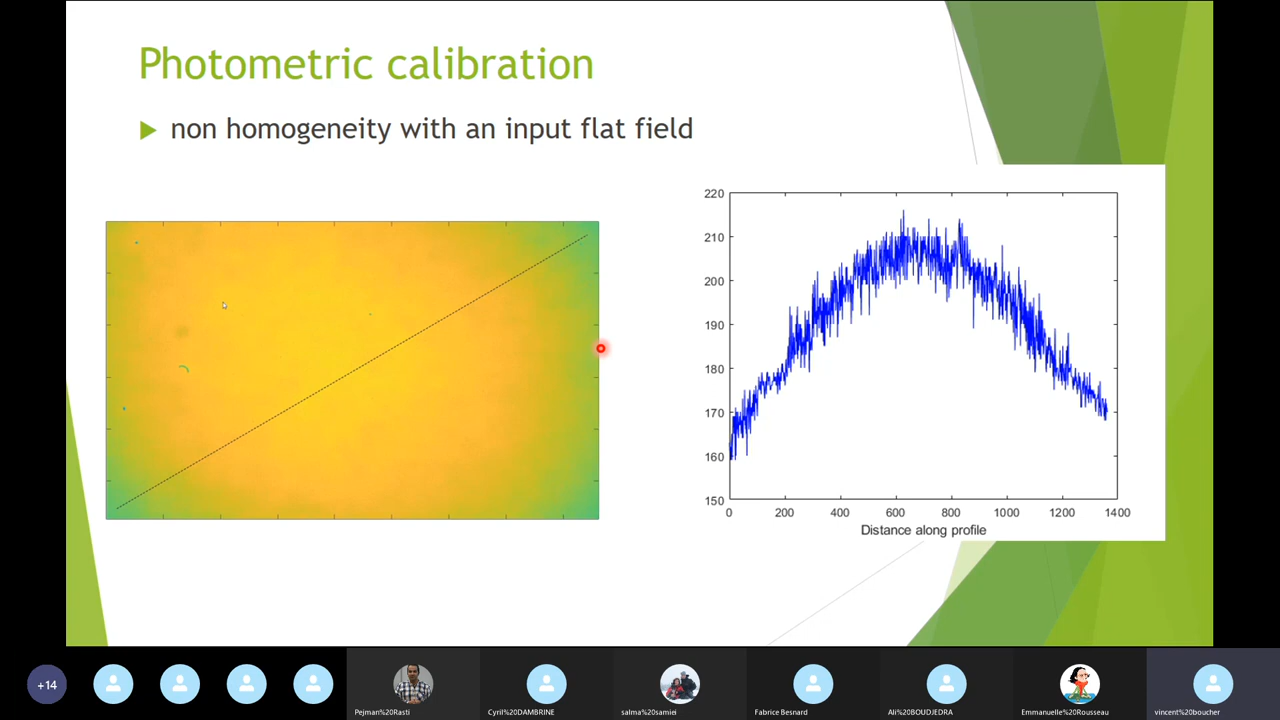 Photometric calibration
non homogeneity with an input flat field
220
210
200
190
180
170
160
150
0 200 400 600 800 1000 1200 1400
Distance along profile
+14
Pejman%20Rasti
Cyril%20DAMBRINE
salma%20samiei
Fabrice Besnard
Ali%20BOUDJEDRA
Emmanuelle%20Rousseau
vincent%20boucher